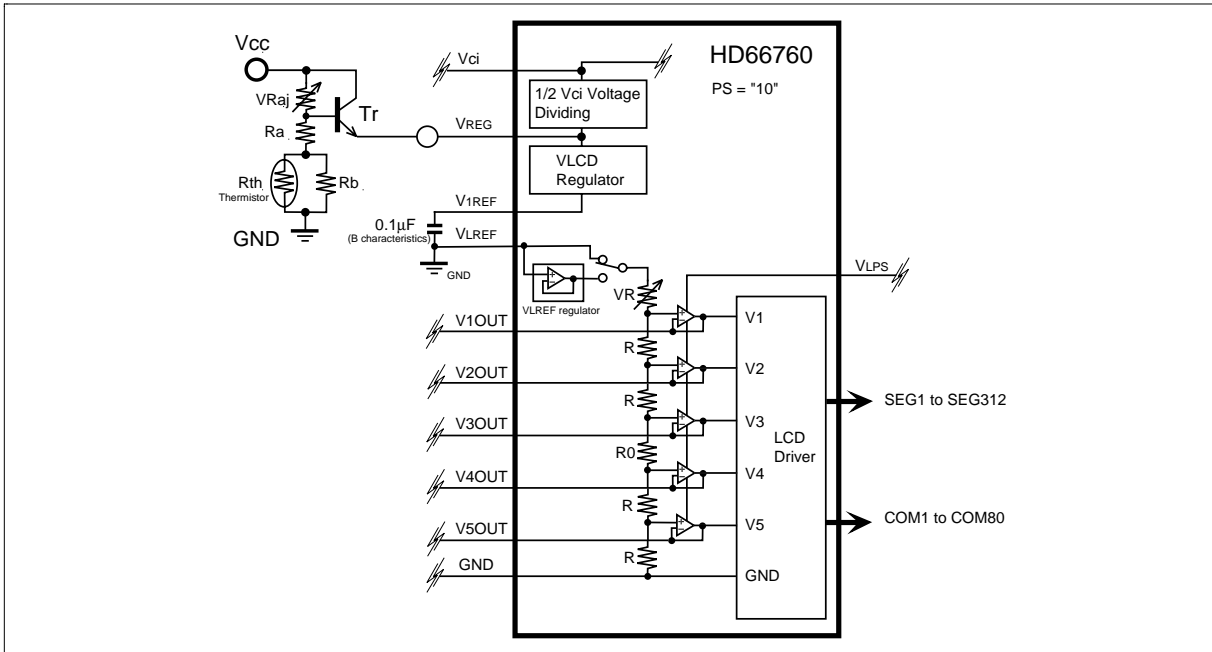 HD66760
PS = "10"
Vcc
Vci
1/2 Vci Voltage
Dividing
VRaj
Tr
Ra
VREG
VLCD
Regulator
Rth
Thermistor
Rb
V1REF
0.1μF
(B characteristics)
VLREF
GND
GND
VLREF regulator
VR
VLPS
V1OUT
V1
R
V2OUT
V2
R
SEG1 to SEG312
V3OUT
V3
LCD
Driver
R0
V4OUT
V4
R
V5OUT
V5
COM1 to COM80
R
GND
GND